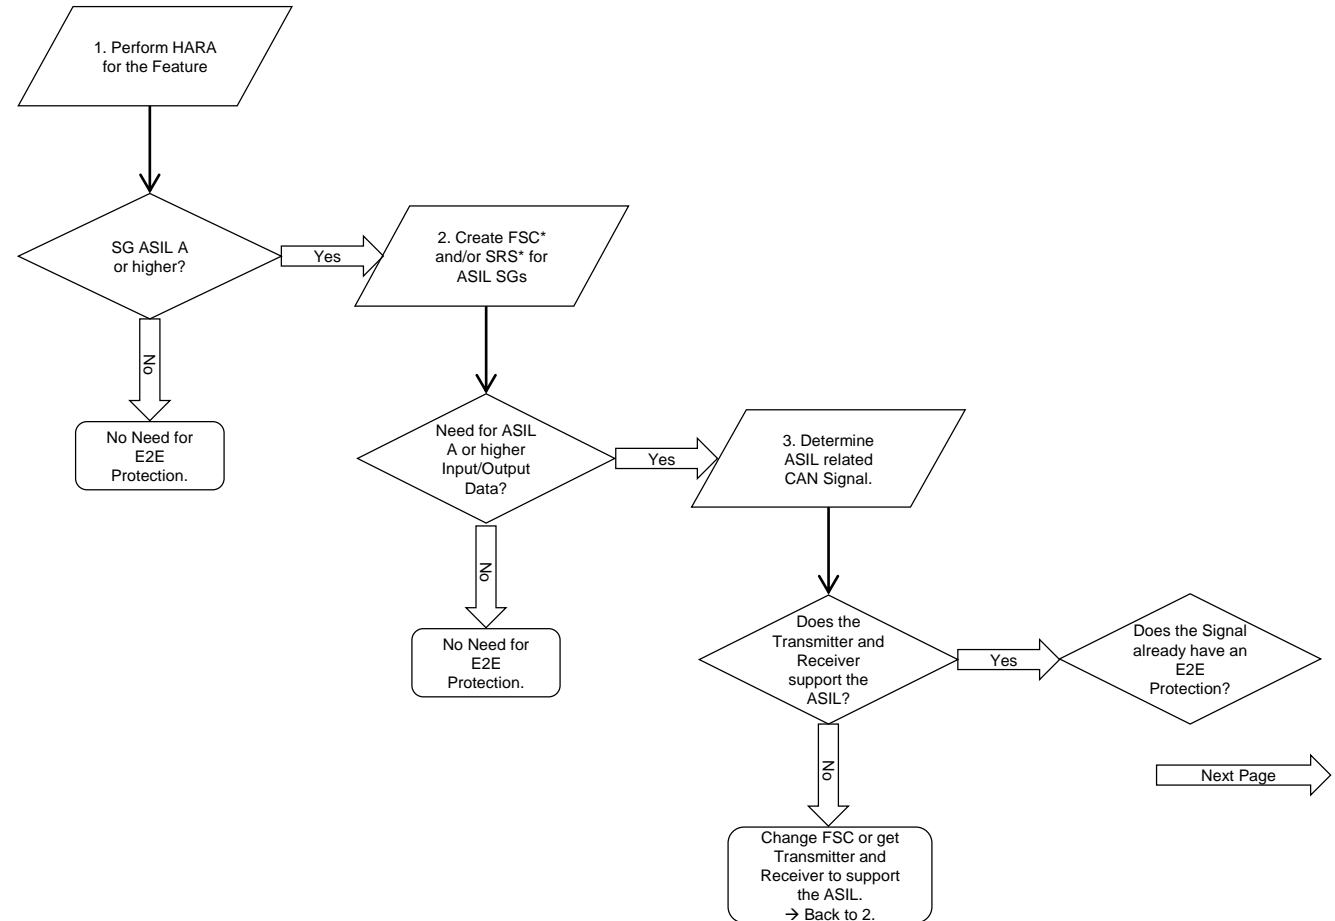 1. Perform HARA
for the Feature
SG ASIL A
or higher?
Yes
2. Create FSC*
and/or SRS* for
ASIL SGs
No
No Need for
E2E
Protection.
Need for ASIL
A or higher
Input/Output
Data?
Yes
3. Determine
ASIL related
CAN Signal.
No
No Need for
E2E
Protection.
Does the
Transmitter and
Receiver
support the
ASIL?
Yes
Does the Signal
already have an
E2E
Protection?
No
Next Page
Change FSC or get
Transmitter and
Receiver to support
the ASIL.
→ Back to 2.